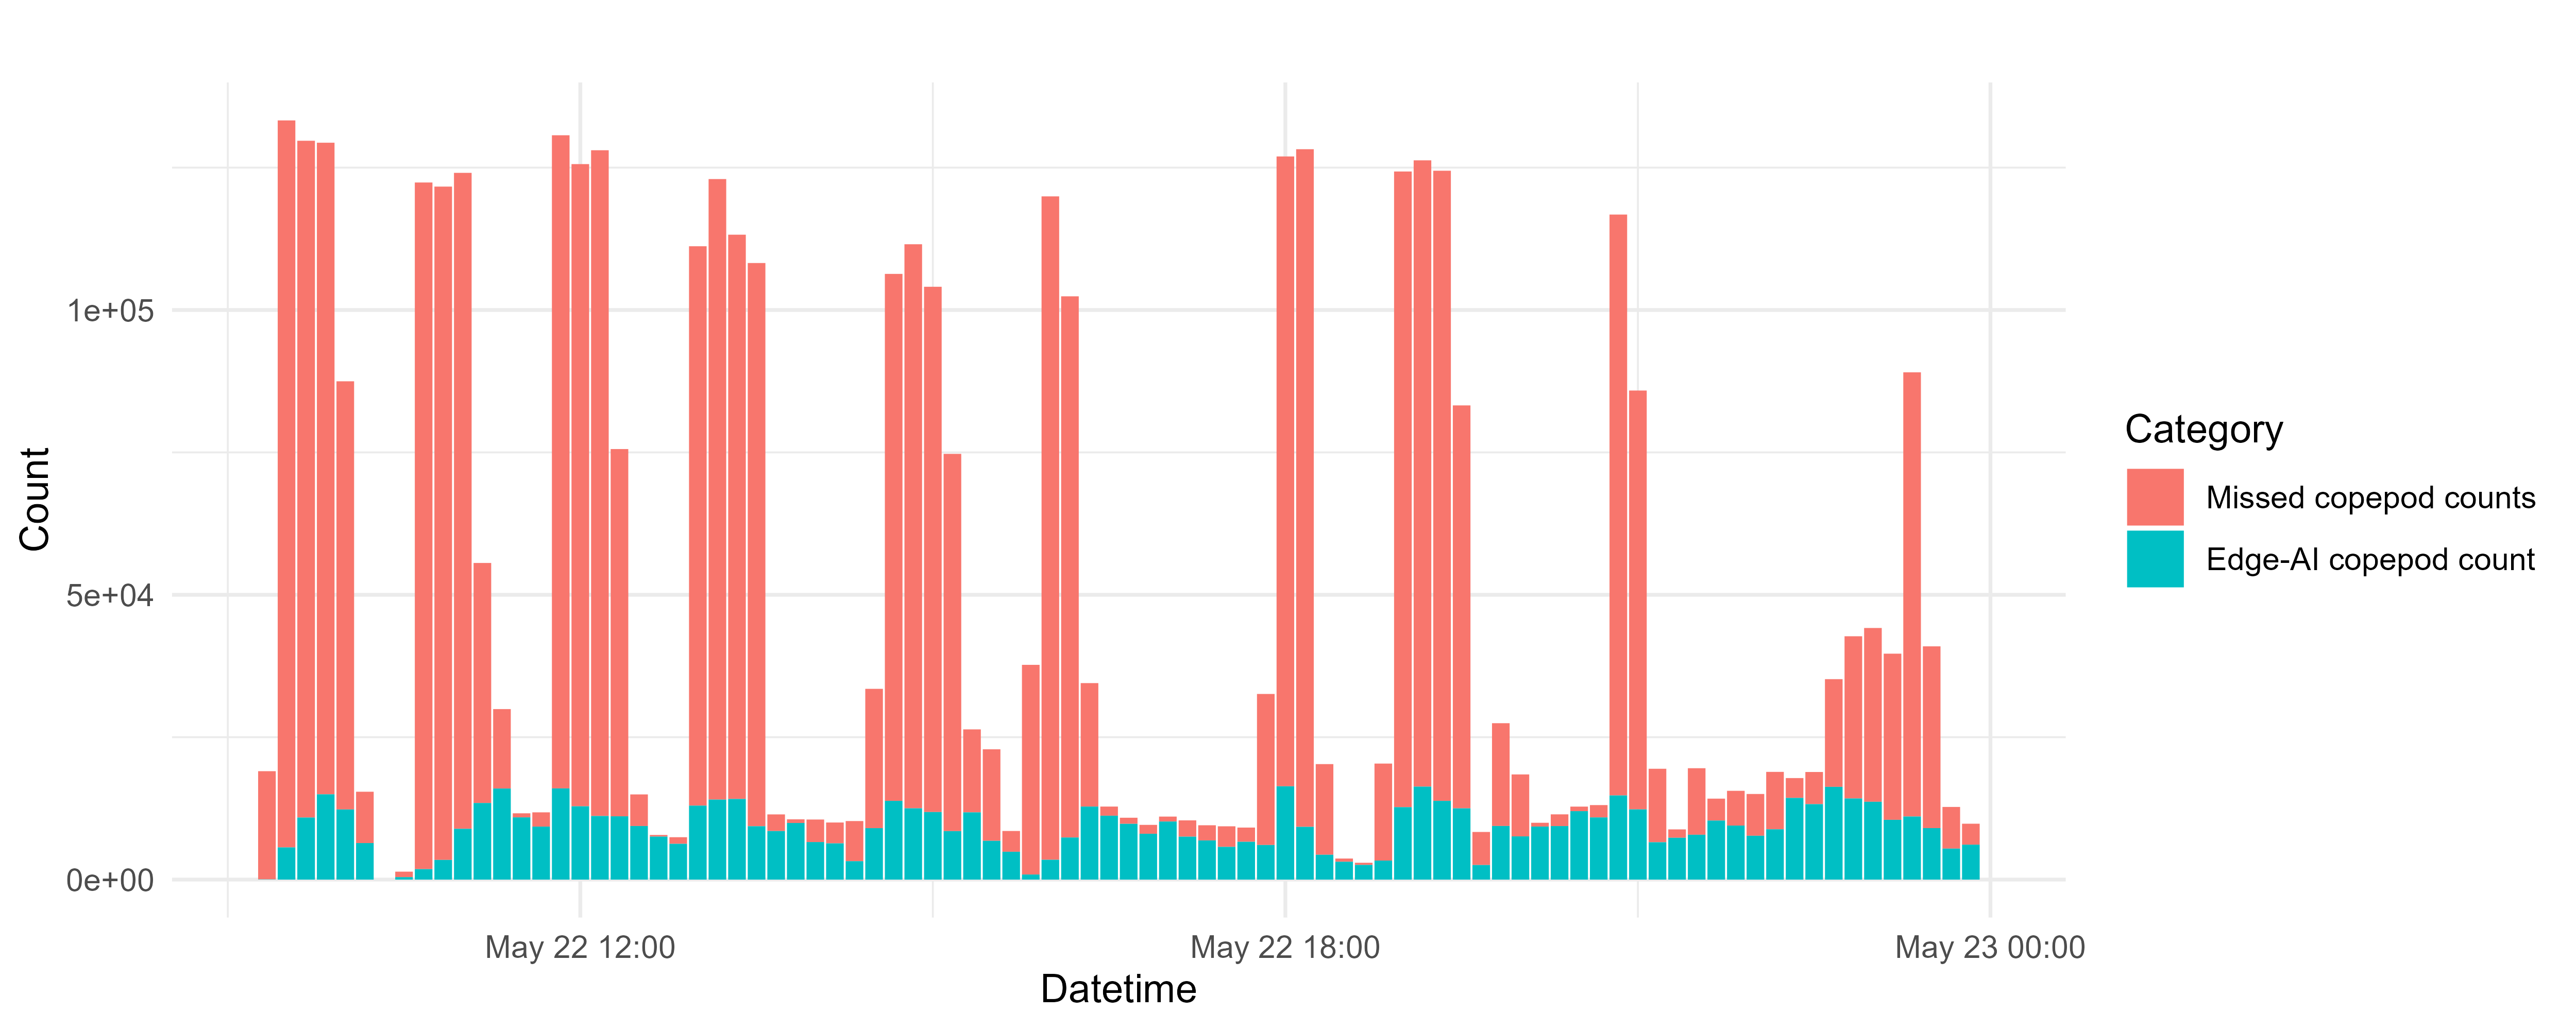 Count
1e+05
5e+04
0e+00
May 22 12:00
May 22 18:00
May 23 00:00
Datetime
Category
Missed copepod counts
Edge-AI copepod count